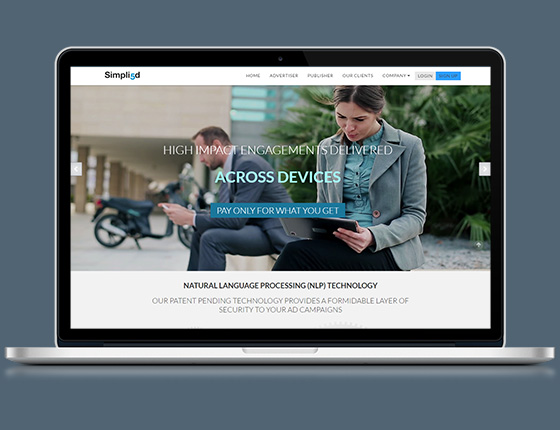 Simpli5d
HOME ADVERTISER PUBLISHER OUR CLIENTS COMPANY LOGIN SIGN UP
HIGH IMPACT ENGAGEMENTS DELIVERED
ACROSS DEVICES
PAY ONLY FOR WHAT YOU GET
NATURAL LANGUAGE PROCESSING (NLP) TECHNOLOGY
OUR PATENT PENDING TECHNOLOGY PROVIDES A FORMIDABLE LAYER OF
SECURITY TO YOUR AD CAMPAIGNS